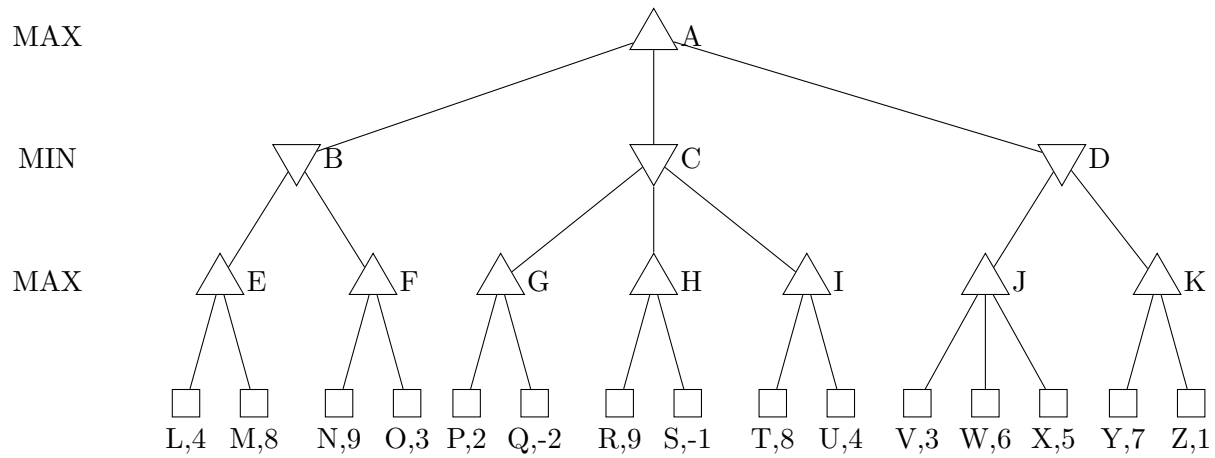 MAX A
MIN B C D
MAX E F G H I J K
L,4 M,8 N,9 O,3 P,2 Q,-2 R,9 S,-1 T,8 U,4 V,3 W,6 X,5 Y,7 Z,1